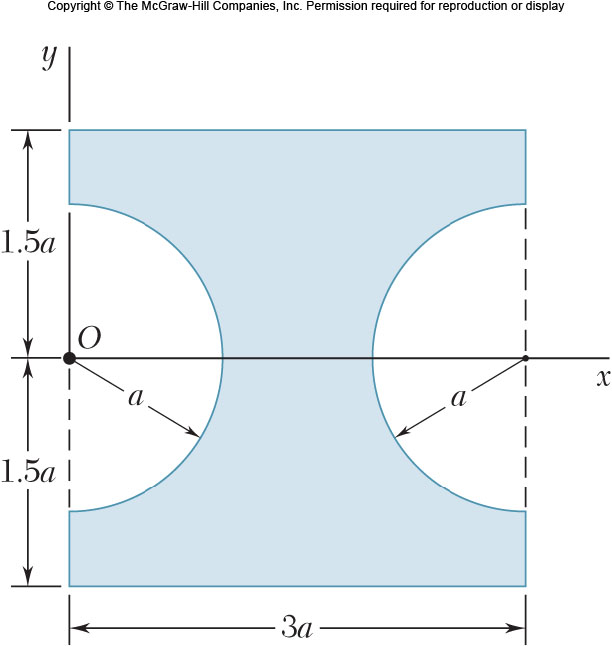 Copyright © The McGraw-Hill Companies, Inc. Permission required for reproduction or display
y
1.5a
O
x
a
a
1.5a
3a